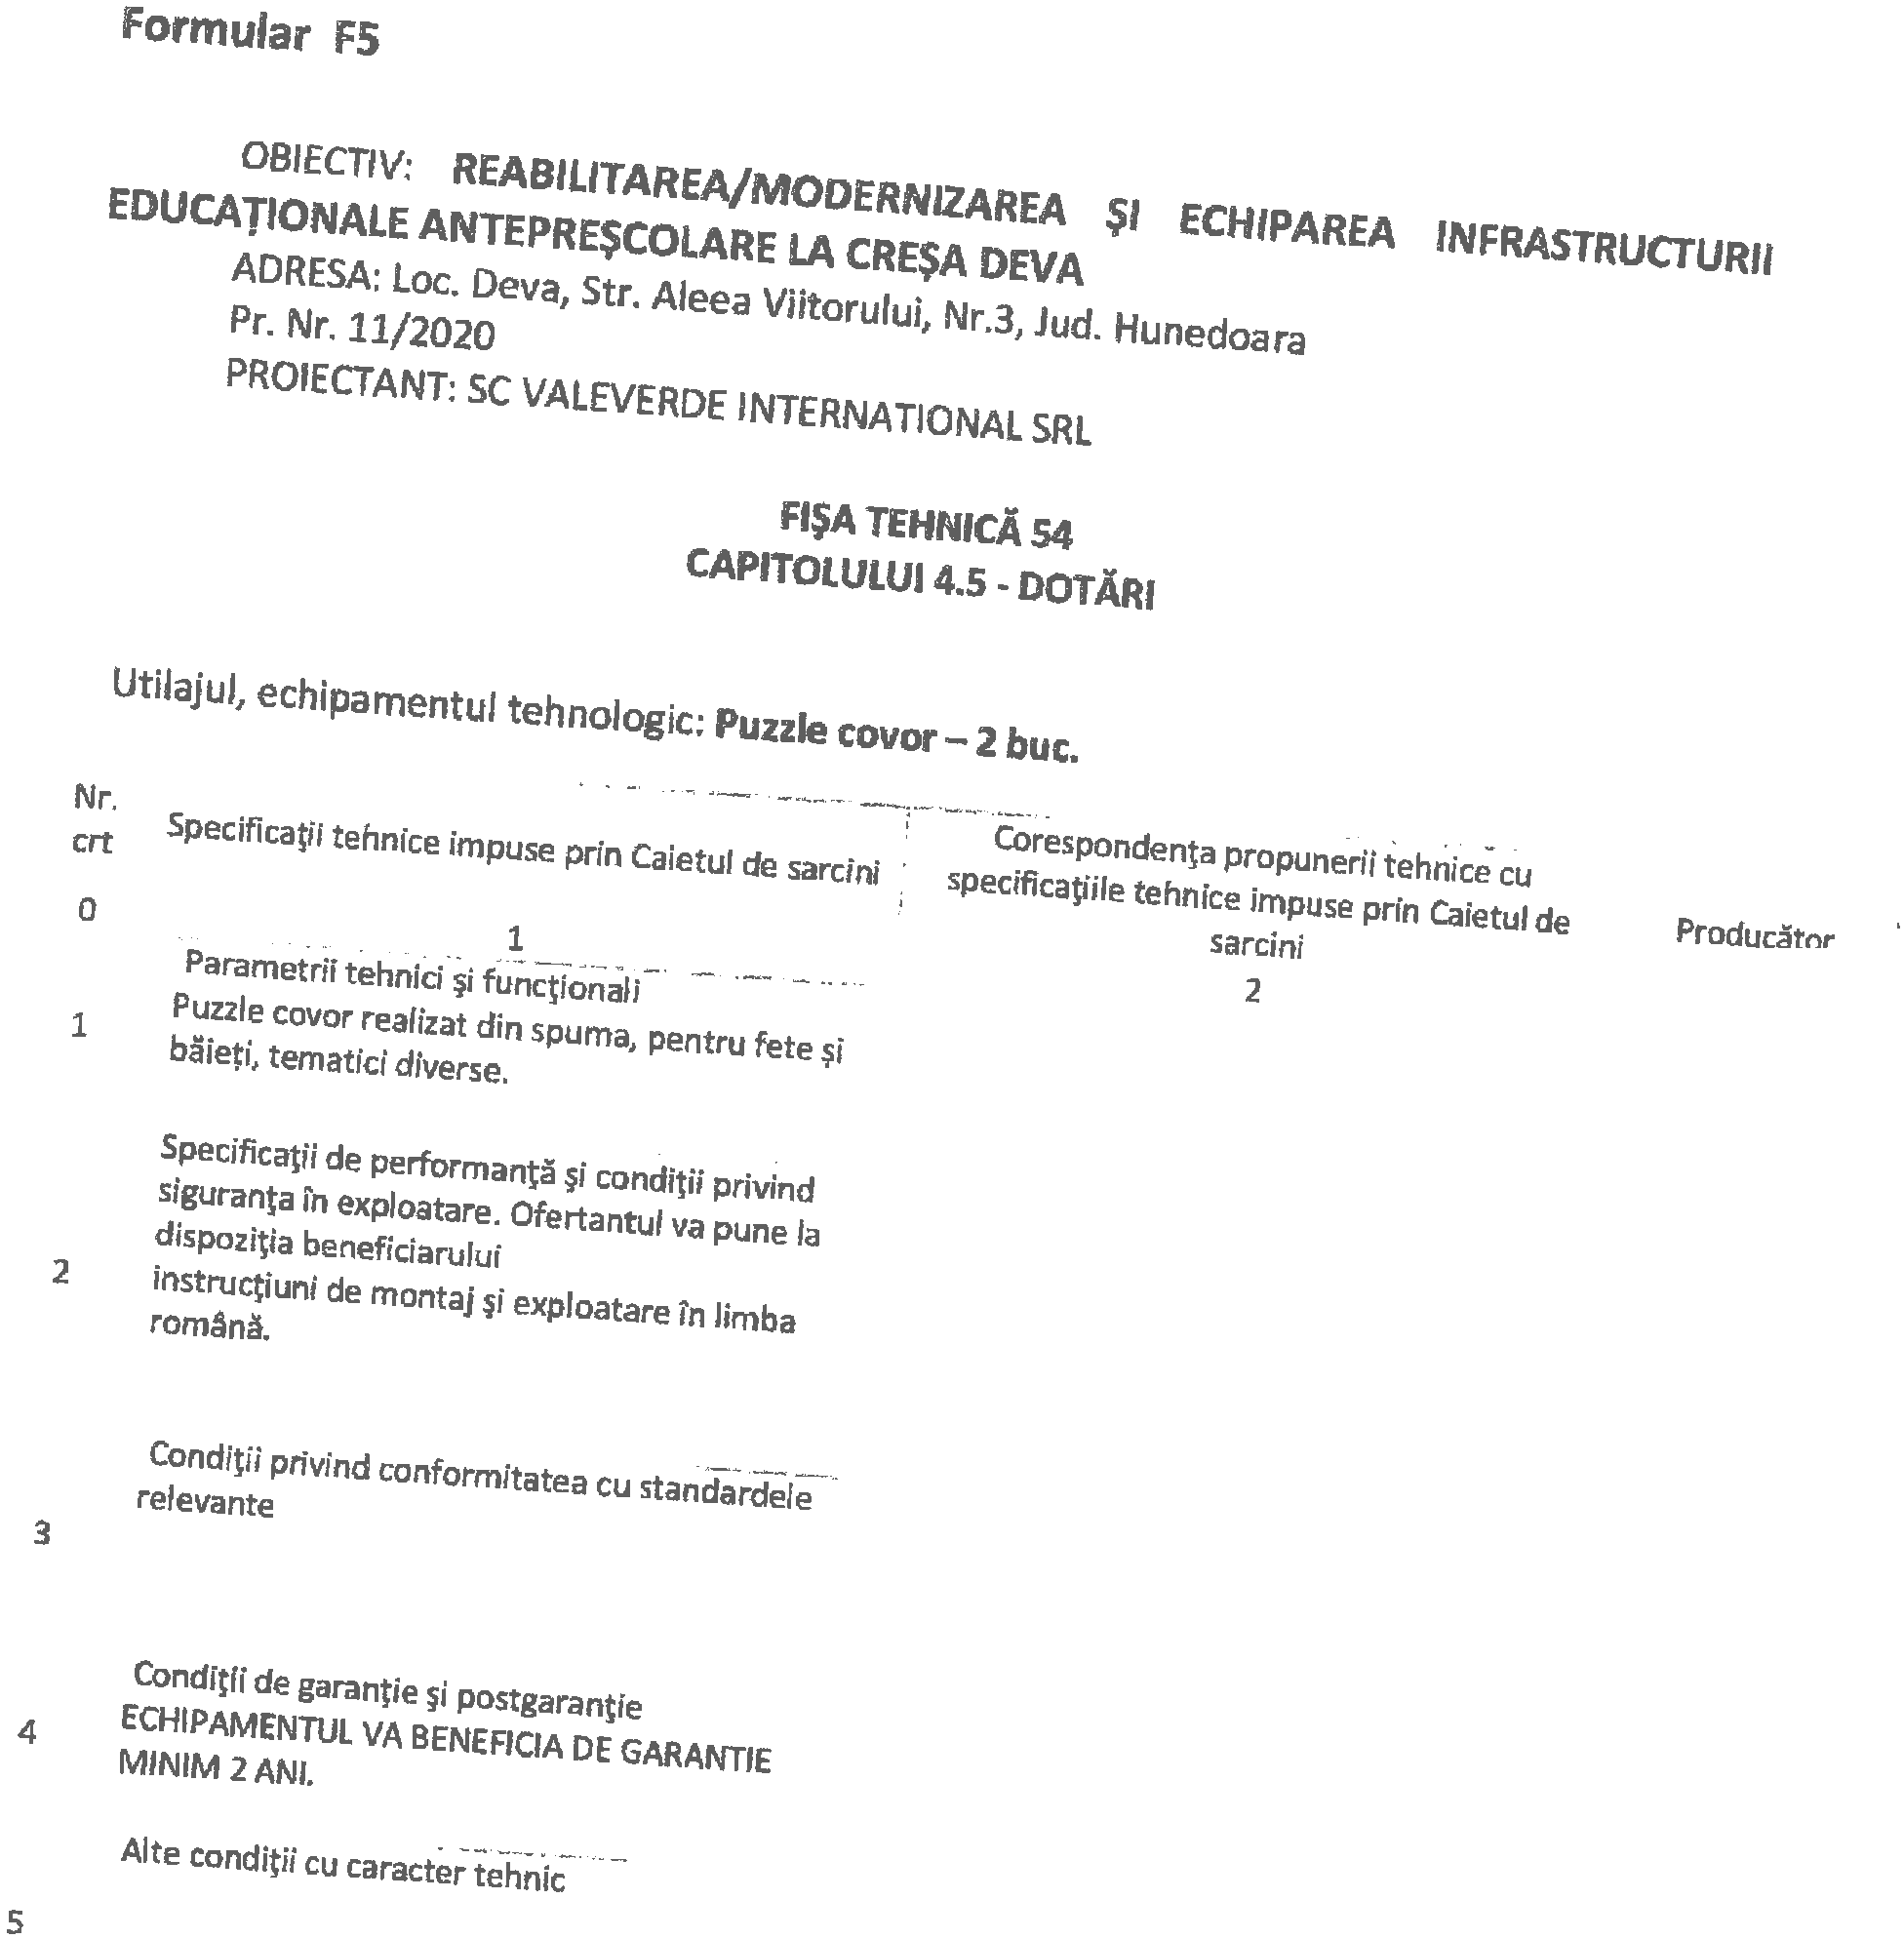 Formular F5
OBIECTIV: REABILITAREA/MODERNIZAREA ŞI ECHIPAREA INFRASTRUCTURII
EDUCAȚIONALE ANTEPREŞCOLARE LA CREŞA DEVA
ADRESA: Loc. Deva, Str. Aleea Viitorului, Nr.3, Jud. Hunedoara
Pr. Nr. 11/2020
PROIECTANT: SC VALEVERDE INTERNATIONAL SRL
FIŞA TEHNICĂ 54
CAPITOLULUI 4.5 - DOTĂRI
Utilajul, echipamentul tehnologic: Puzzle covor – 2 buc.
Nr.
crt
Specificaţii tehnice impuse prin Caietul de sarcini
Corespondenţa propunerii tehnice cu
specificaţiile tehnice impuse prin Caietul de
sarcini
Producător
0
1
2
Parametrii tehnici şi funcţionali
1
Puzzle covor realizat din spuma, pentru fete și
băieți, tematici diverse.
Specificaţii de performanţă şi condiţii privind
siguranţa în exploatare. Ofertantul va pune la
dispoziţia beneficiarului
2
instrucţiuni de montaj şi exploatare în limba
română.
Condiţii privind conformitatea cu standardele
relevante
3
Condiţii de garanţie şi postgaranţie
4
ECHIPAMENTUL VA BENEFICIA DE GARANTIE
MINIM 2 ANI.
Alte condiţii cu caracter tehnic
5